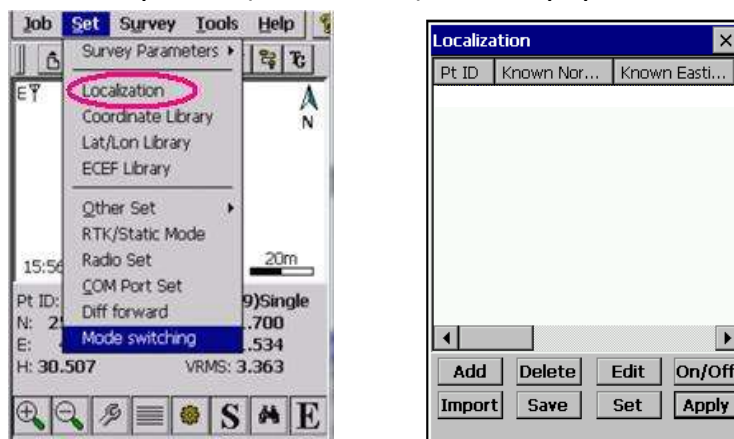 Job Set Survey Tools Help
Survey Parameters
Localization
Coordinate Library
Lat/Lon Library
ECEF Library
Other Set
RTK/Static Mode
Radio Set
COM Port Set
Diff forward
Mode switching
E
N
15:56
20m
Pt ID: 9)Single
N: .700
E: .534
H: 30.507 VRMS: 3.363
S E
Localization
Pt ID Known Nor... Known Easti...
Add Delete Edit On/Off
Import Save Set Apply